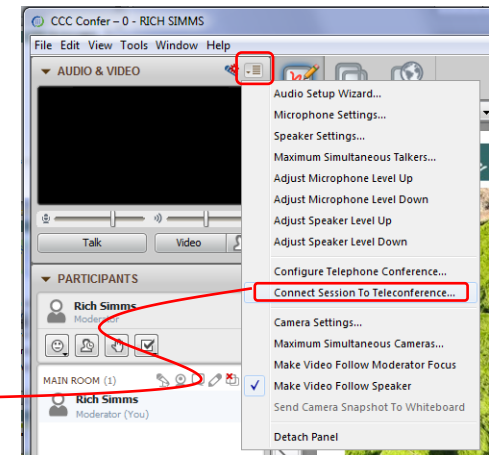 CCC Confer – 0 - RICH SIMMS
File Edit View Tools Window Help
AUDIO & VIDEO
Talk
Video
PARTICIPANTS
Rich Simms
Moderator
MAIN ROOM (1)
Rich Simms
Moderator (You)
Audio Setup Wizard...
Microphone Settings...
Speaker Settings...
Maximum Simultaneous Talkers...
Adjust Microphone Level Up
Adjust Microphone Level Down
Adjust Speaker Level Up
Adjust Speaker Level Down
Configure Telephone Conference...
Connect Session To Teleconference...
Camera Settings...
Maximum Simultaneous Cameras...
Make Video Follow Moderator Focus
Make Video Follow Speaker
Send Camera Snapshot To Whiteboard
Detach Panel